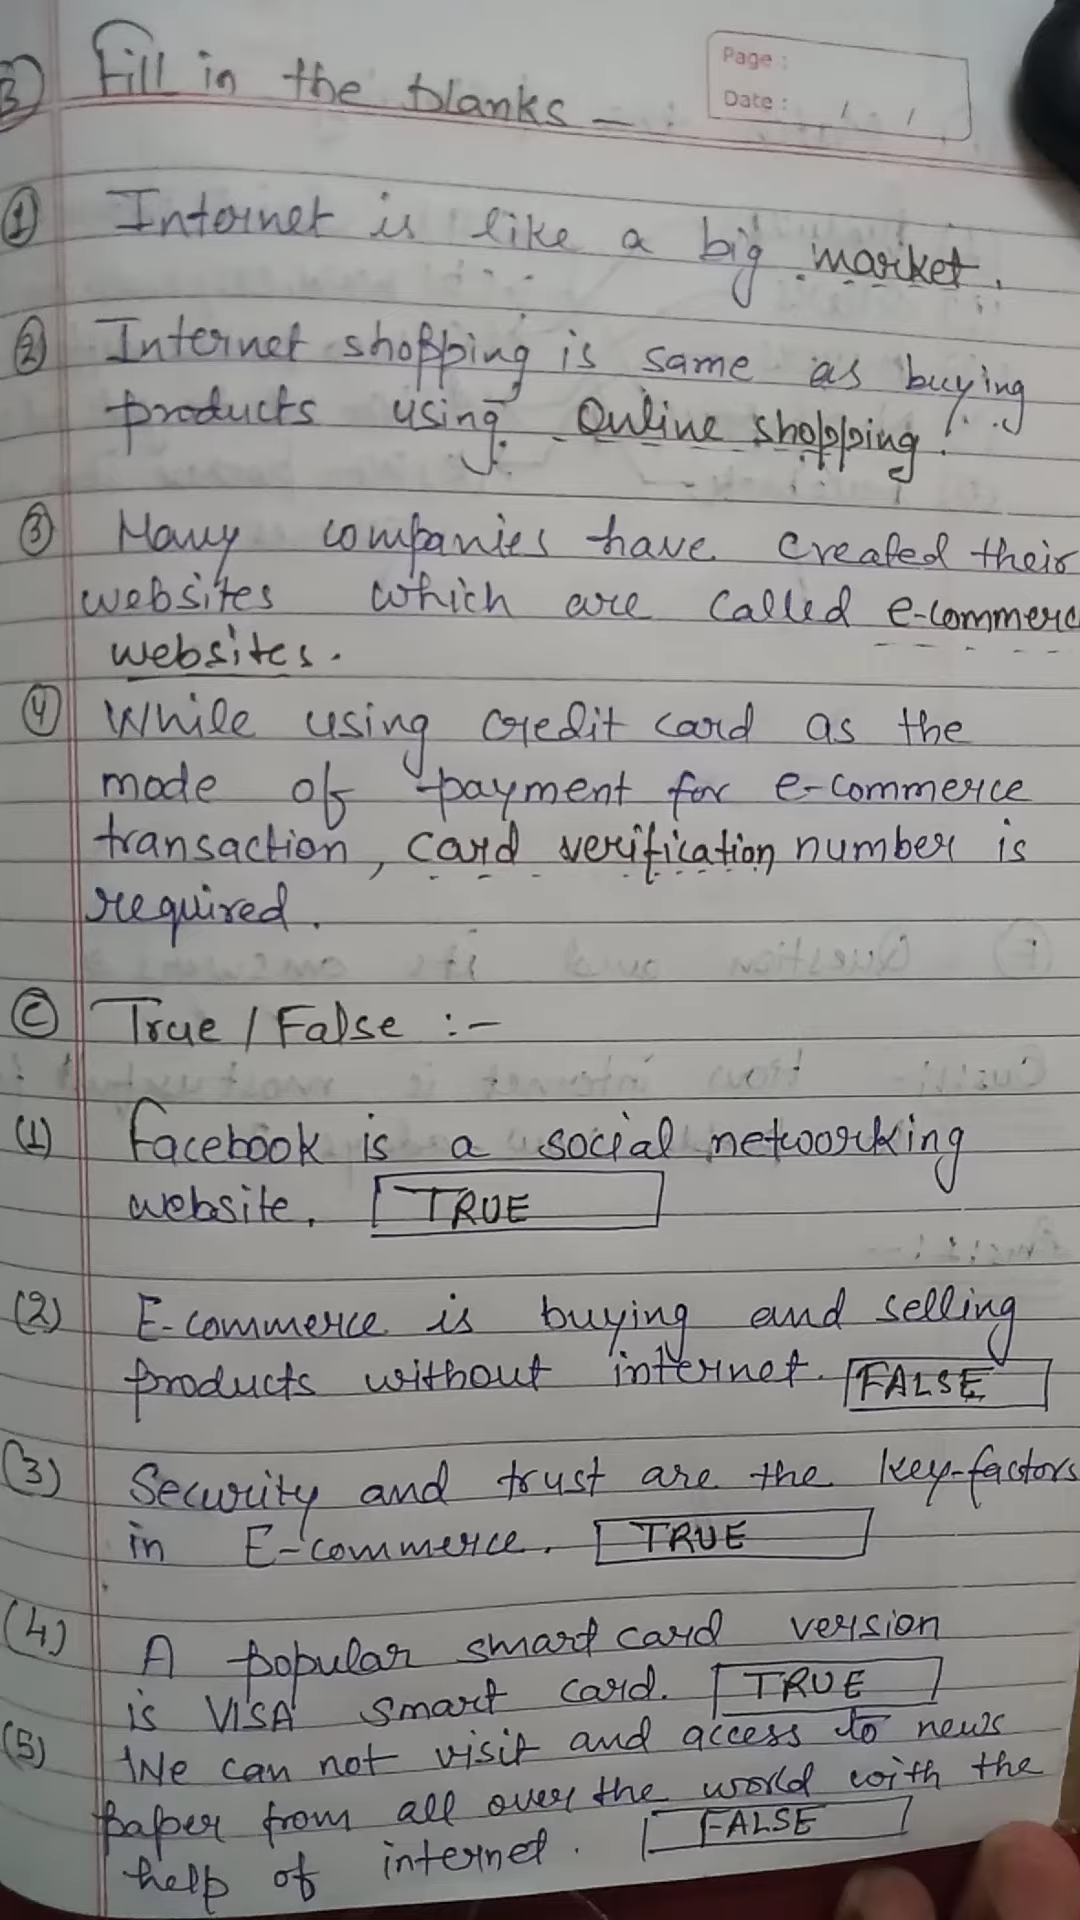 B) Fill in the blanks - :
Page :
Date : / /
① Internet is like a big market.
② Internet shopping is same as buying
products using Online shopping.
③ Many companies have created their
websites which are called e-commerc
websites.
④ While using credit card as the
mode of payment for e-commerce
transaction, card verification number is
required.
Ⓒ True / False :-
(1) Facebook is a social networking
website. TRUE
(2) E-commerce is buying and selling
products without internet. FALSE
(3) Security and trust are the key-factors
in E-commerce. TRUE
(4) A popular smart card version
is VISA smart card. TRUE
(5) We can not visit and access to news
paper from all over the world with the
help of internet. FALSE